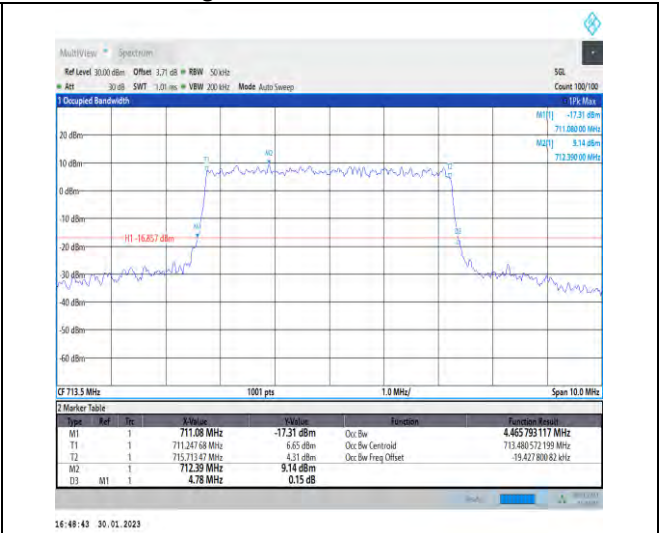 MultiView Spectrum
Ref Level 30.00 dBm Offset 3.71 dB RBW 50 kHz SGL
Att 30 dB SWT 1.01 ms VBW 200 kHz Mode Auto Sweep Count 100/100
1 Occupied Bandwidth 1Pk Max
M1[1] -17.31 dBm
711.080 00 MHz
M2[1] 9.14 dBm
712.390 00 MHz
20 dBm
10 dBm
0 dBm
-10 dBm
-20 dBm
-30 dBm
-40 dBm
-50 dBm
-60 dBm
T1
M2
T2
H1 -16.857 dBm
CF 713.5 MHz 1001 pts 1.0 MHz/ Span 10.0 MHz
2 Marker Table
Type Ref Trc X-Value Y-Value Function Function Result
M1 1 711.08 MHz -17.31 dBm Occ Bw 4.465 793 117 MHz
T1 1 711.247 68 MHz 6.65 dBm Occ Bw Centroid 713.480 572 199 MHz
T2 1 715.713 47 MHz 4.31 dBm Occ Bw Freq Offset -19.427 800 82 kHz
M2 1 712.39 MHz 9.14 dBm
D3 M1 1 4.78 MHz 0.15 dB
16:48:43 30.01.2023